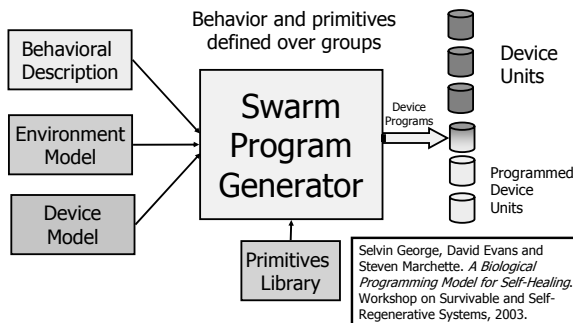 Behavior and primitives
defined over groups
Behavioral
Description
Environment
Model
Device
Model
Swarm
Program
Generator
Primitives
Library
Device
Programs
Device
Units
Programmed
Device
Units
Selvin George, David Evans and
Steven Marchette. A Biological
Programming Model for Self-Healing.
Workshop on Survivable and Self-
Regenerative Systems, 2003.